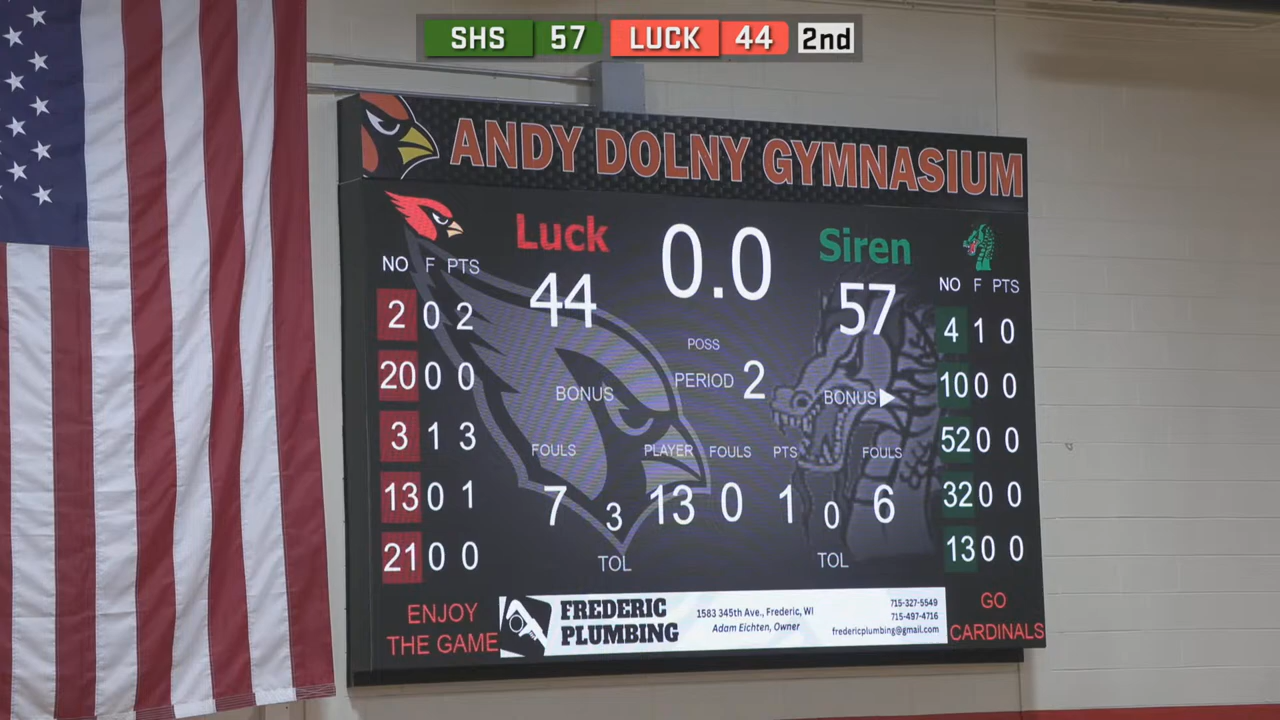 SHS 57 LUCK 44 2nd
ANDY DOLNY GYMNASIUM
Luck 0.0 Siren
NO F PTS 44 57 NO F PTS
2 0 2 POSS 4 1 0
20 0 0 BONUS PERIOD 2 BONUS▶ 10 0 0
3 1 3 FOULS PLAYER FOULS PTS FOULS 52 0 0
13 0 1 7 3 13 0 1 0 6 32 0 0
21 0 0 TOL TOL 13 0 0
ENJOY
THE GAME
FREDERIC
PLUMBING
1583 345th Ave., Frederic, WI
Adam Eichten, Owner
715-327-5549
715-497-4716
fredericplumbing@gmail.com
GO
CARDINALS